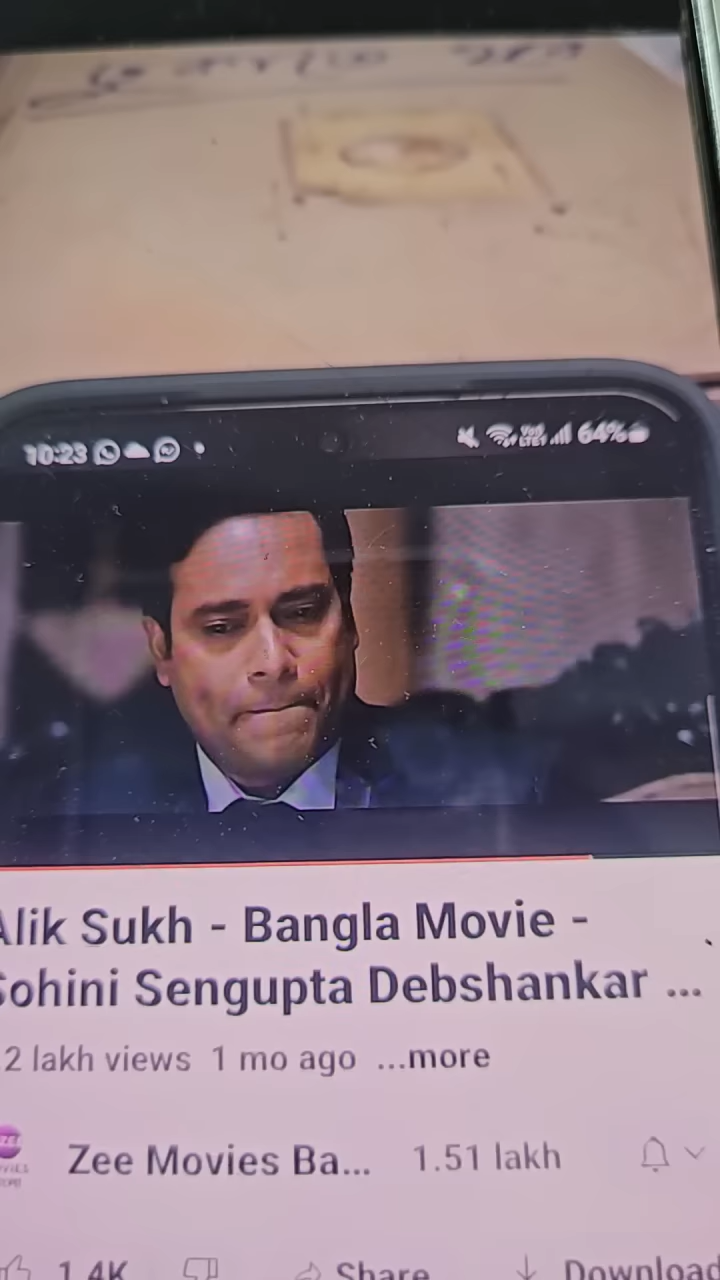 10:23 64%
Alik Sukh - Bangla Movie -
Sohini Sengupta Debshankar ...
2 lakh views 1 mo ago ...more
Zee Movies Ba... 1.51 lakh
1.4K Share Download